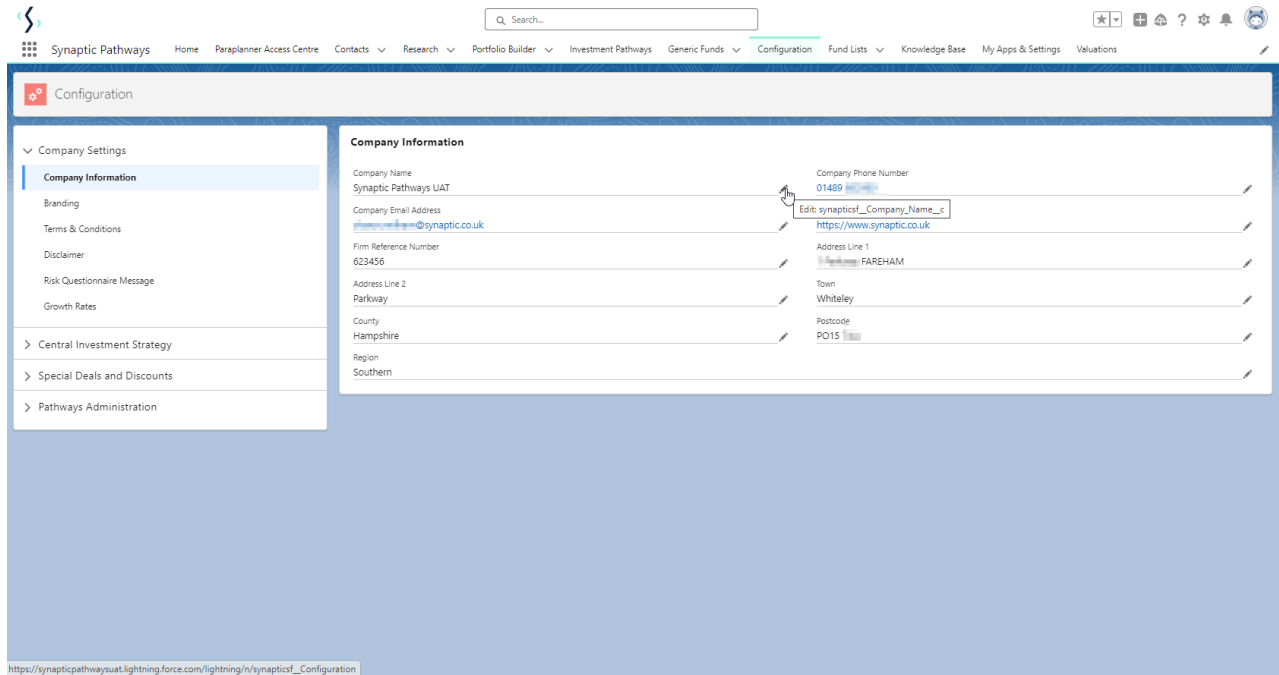 Search...
Synaptic Pathways Home Paraplanner Access Centre Contacts Research Portfolio Builder Investment Pathways Generic Funds Configuration Fund Lists Knowledge Base My Apps & Settings Valuations
Configuration
Company Settings
Company Information
Branding
Terms & Conditions
Disclaimer
Risk Questionnaire Message
Growth Rates
Central Investment Strategy
Special Deals and Discounts
Pathways Administration
Company Information
Company Name
Synaptic Pathways UAT
Company Phone Number
01489
Edit: synapticsf__Company_Name__c
Company Email Address
@synaptic.co.uk
https://www.synaptic.co.uk
Firm Reference Number
623456
Address Line 1
FAREHAM
Address Line 2
Parkway
Town
Whiteley
County
Hampshire
Postcode
PO15
Region
Southern
https://synapticpathwaysuat.lightning.force.com/lightning/n/synapticsf__Configuration